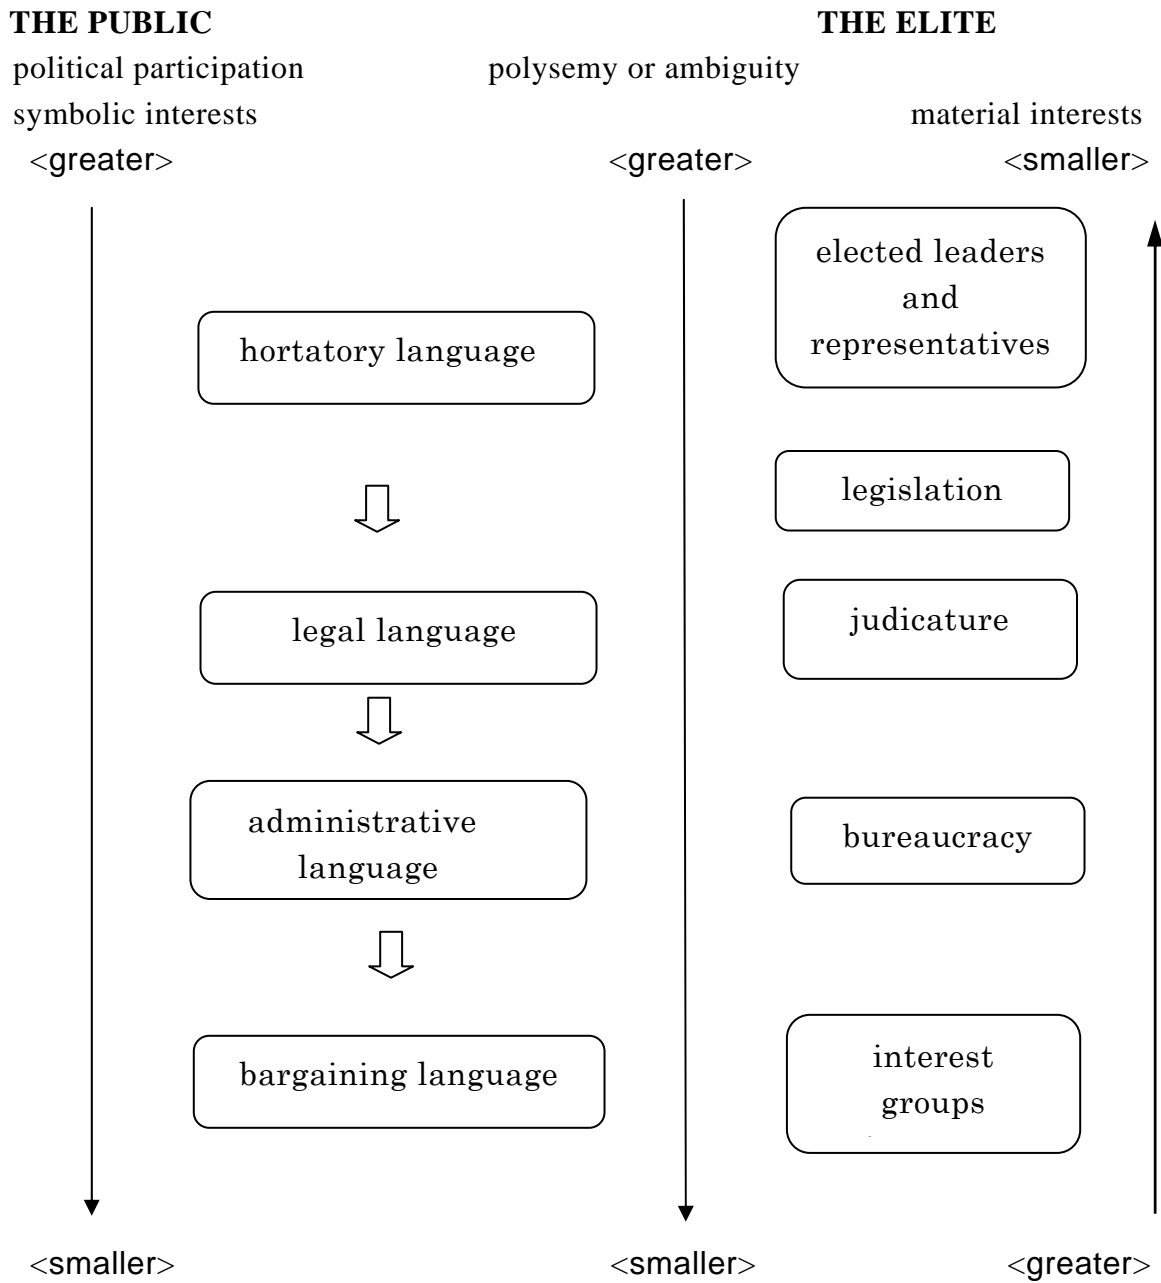 THE PUBLIC THE ELITE
political participation polysemy or ambiguity
symbolic interests material interests
<greater> <greater> <smaller>
elected leaders
and
representatives
hortatory language
legislation
legal language
judicature
administrative
language
bureaucracy
bargaining language
interest
groups
<smaller> <smaller> <greater>